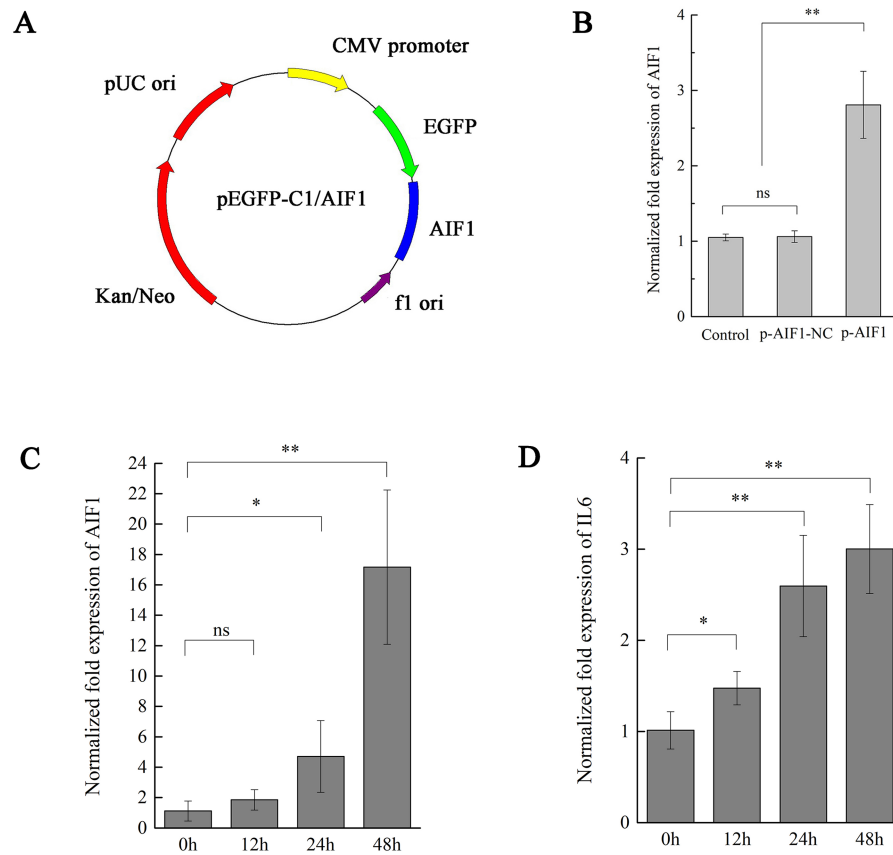 A
CMV promoter
pUC ori
EGFP
pEGFP-C1/AIF1
AIF1
Kan/Neo
f1 ori
B
Normalized fold expression of AIF1
4
3
2
1
0
**
ns
Control
p-AIF1-NC
p-AIF1
C
Normalized fold expression of AIF1
24
22
20
18
16
14
12
10
8
6
4
2
0
**
*
ns
0h
12h
24h
48h
D
Normalized fold expression of IL6
4
3
2
1
0
**
**
*
0h
12h
24h
48h